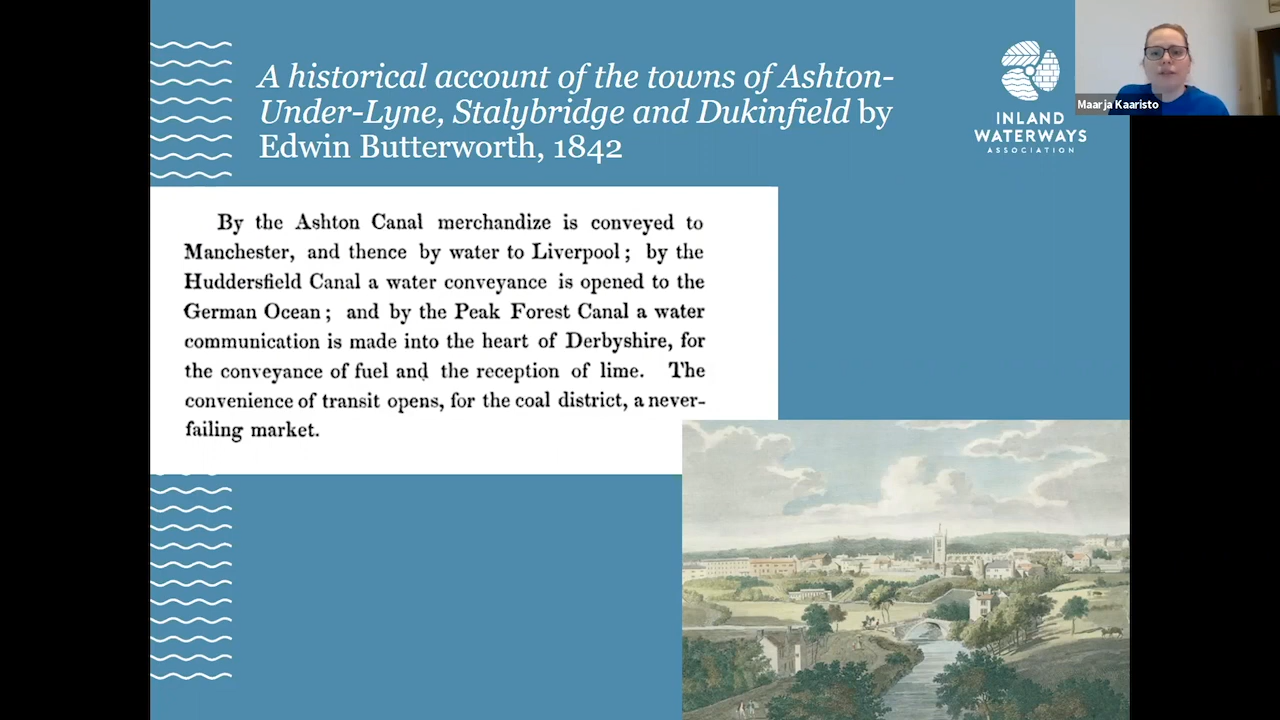 A historical account of the towns of Ashton-
Under-Lyne, Stalybridge and Dukinfield by
Edwin Butterworth, 1842
INLAND
WATERWAYS
ASSOCIATION
Maarja Kaaristo
By the Ashton Canal merchandize is conveyed to
Manchester, and thence by water to Liverpool; by the
Huddersfield Canal a water conveyance is opened to the
German Ocean; and by the Peak Forest Canal a water
communication is made into the heart of Derbyshire, for
the conveyance of fuel and the reception of lime. The
convenience of transit opens, for the coal district, a never-
failing market.